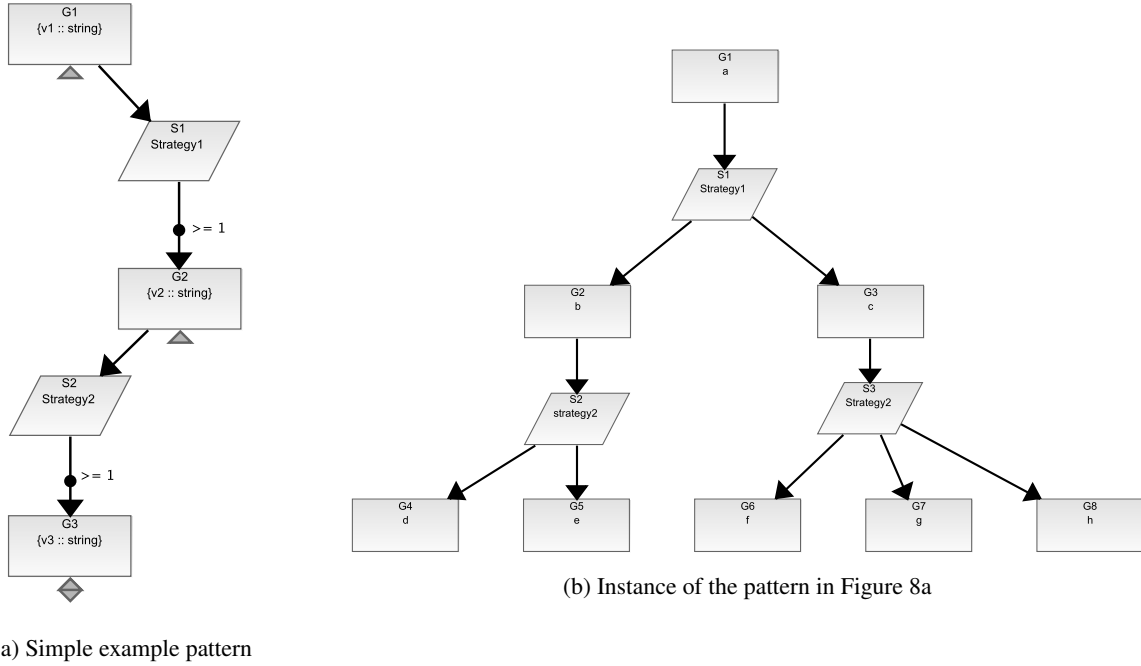 G1
{v1 :: string}
S1
Strategy1
>= 1
G2
{v2 :: string}
S2
Strategy2
>= 1
G3
{v3 :: string}
a) Simple example pattern
G1
a
S1
Strategy1
G2
b
G3
c
S2
strategy2
S3
Strategy2
G4
d
G5
e
G6
f
G7
g
G8
h
(b) Instance of the pattern in Figure 8a